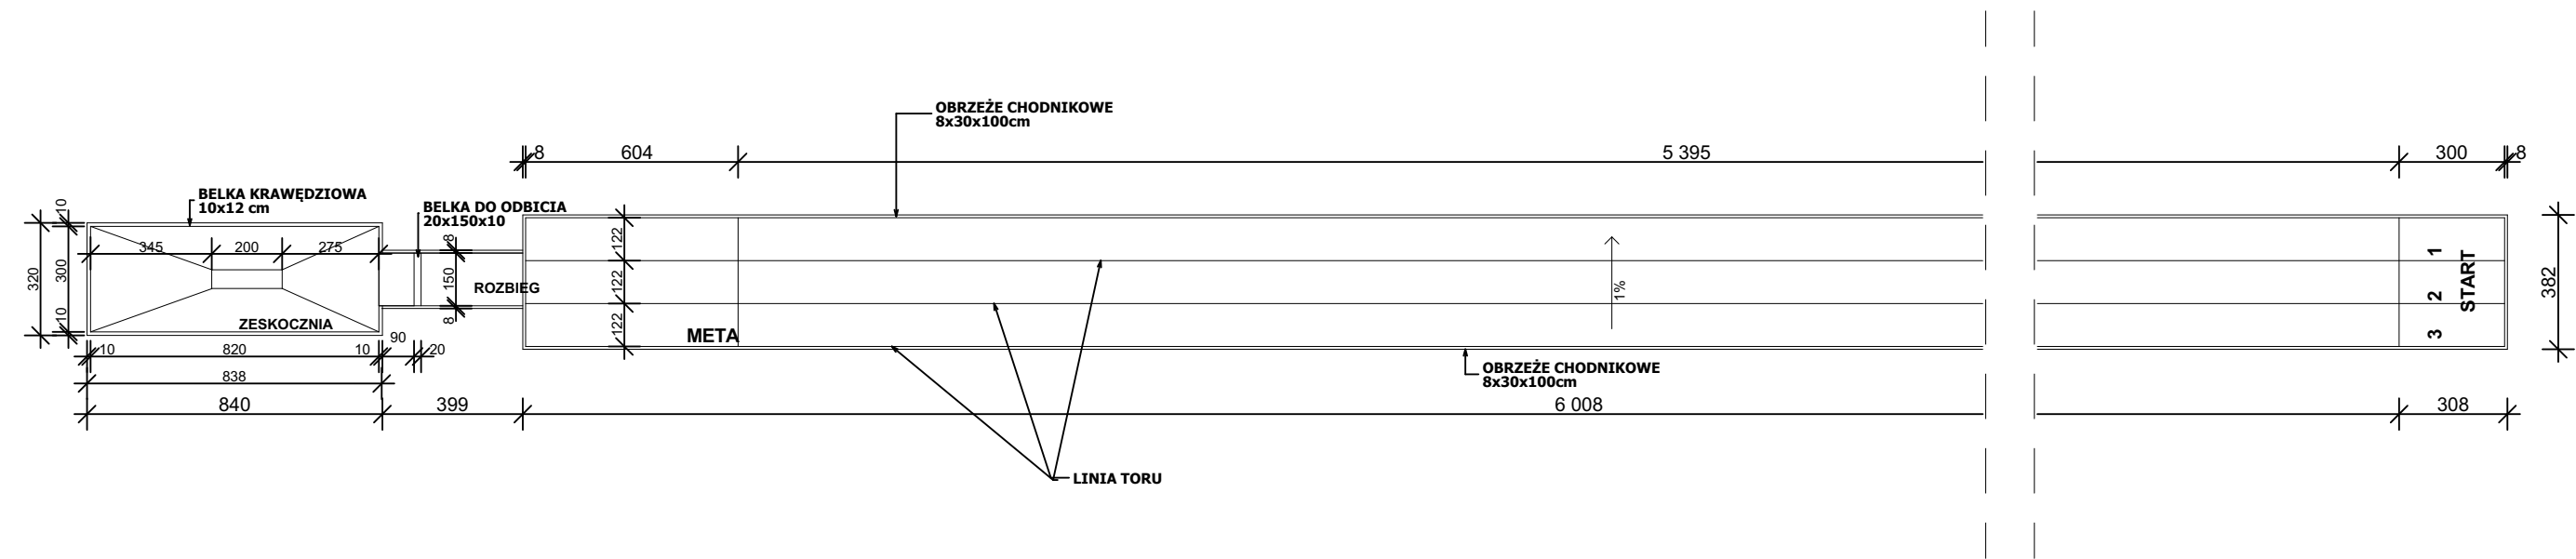 OBRZEŻE CHODNIKOWE
8x30x100cm
8
604
5 395
300
8
BELKA KRAWĘDZIOWA
10x12 cm
BELKA DO ODBICIA
20x150x10
10
300
10
320
345
200
275
8
150
8
ROZBIEG
ZESKOCZNIA
122
122
122
META
1%
1
2
3
START
382
10
820
10
90
20
838
840
399
6 008
308
OBRZEŻE CHODNIKOWE
8x30x100cm
LINIA TORU